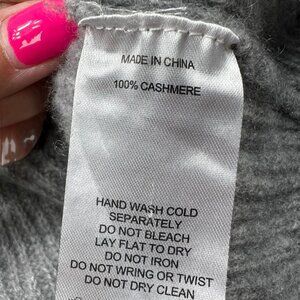 MADE IN CHINA
100% CASHMERE
HAND WASH COLD
SEPARATELY
DO NOT BLEACH
LAY FLAT TO DRY
DO NOT IRON
DO NOT WRING OR TWIST
DO NOT DRY CLEAN